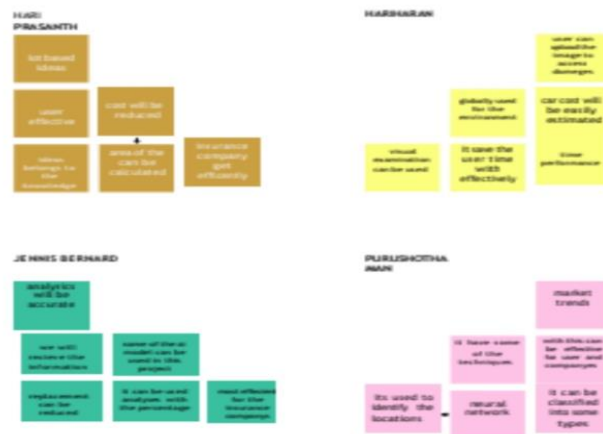 HARI
PRASANTH
iot based
ideas
user
effective
cost will be
reduced
ideas
belongs to
the
knowledge
area of the
can be
calculated
insurance
company
get
efficiently
HARIHARAN
user can
upload the
image to
access
damages
globally used
for the
environment
car cost will
be easily
estimated
visual
examination
can be used
it save the
user time
with
effectively
time
performance
JENNIS BERNARD
analytics
will be
accurate
we will
recieve the
information
some of the ai
model can be
used in this
project
replacement
can be
reduced
it can be used
analyses with
the percentage
most effecient
for the
insurance
companys
PURUSHOTHA
MAN
market
trends
it have some
of the
techniques
with this can
be effective
for user and
companyes
its used to
identify the
locations
neural
network
it can be
classified
into some
types